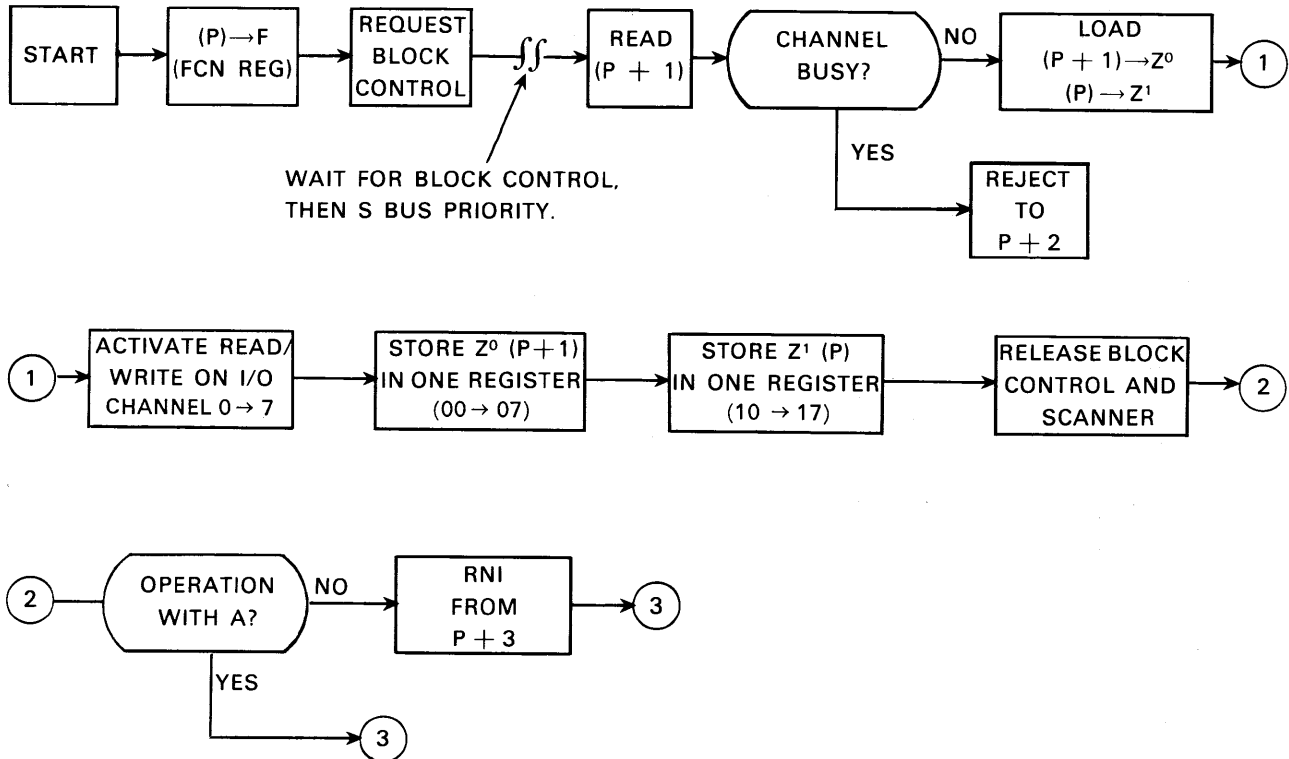 START
(P)→F
(FCN REG)
REQUEST
BLOCK
CONTROL
∬
READ
(P + 1)
CHANNEL
BUSY?
NO
LOAD
(P + 1)→Z⁰
(P)→Z¹
1
WAIT FOR BLOCK CONTROL,
THEN S BUS PRIORITY.
YES
REJECT
TO
P + 2
1
ACTIVATE READ/
WRITE ON I/O
CHANNEL 0→ 7
STORE Z⁰ (P+1)
IN ONE REGISTER
(00→ 07)
STORE Z¹ (P)
IN ONE REGISTER
(10 → 17)
RELEASE BLOCK
CONTROL AND
SCANNER
2
2
OPERATION
WITH A?
NO
RNI
FROM
P + 3
3
YES
3